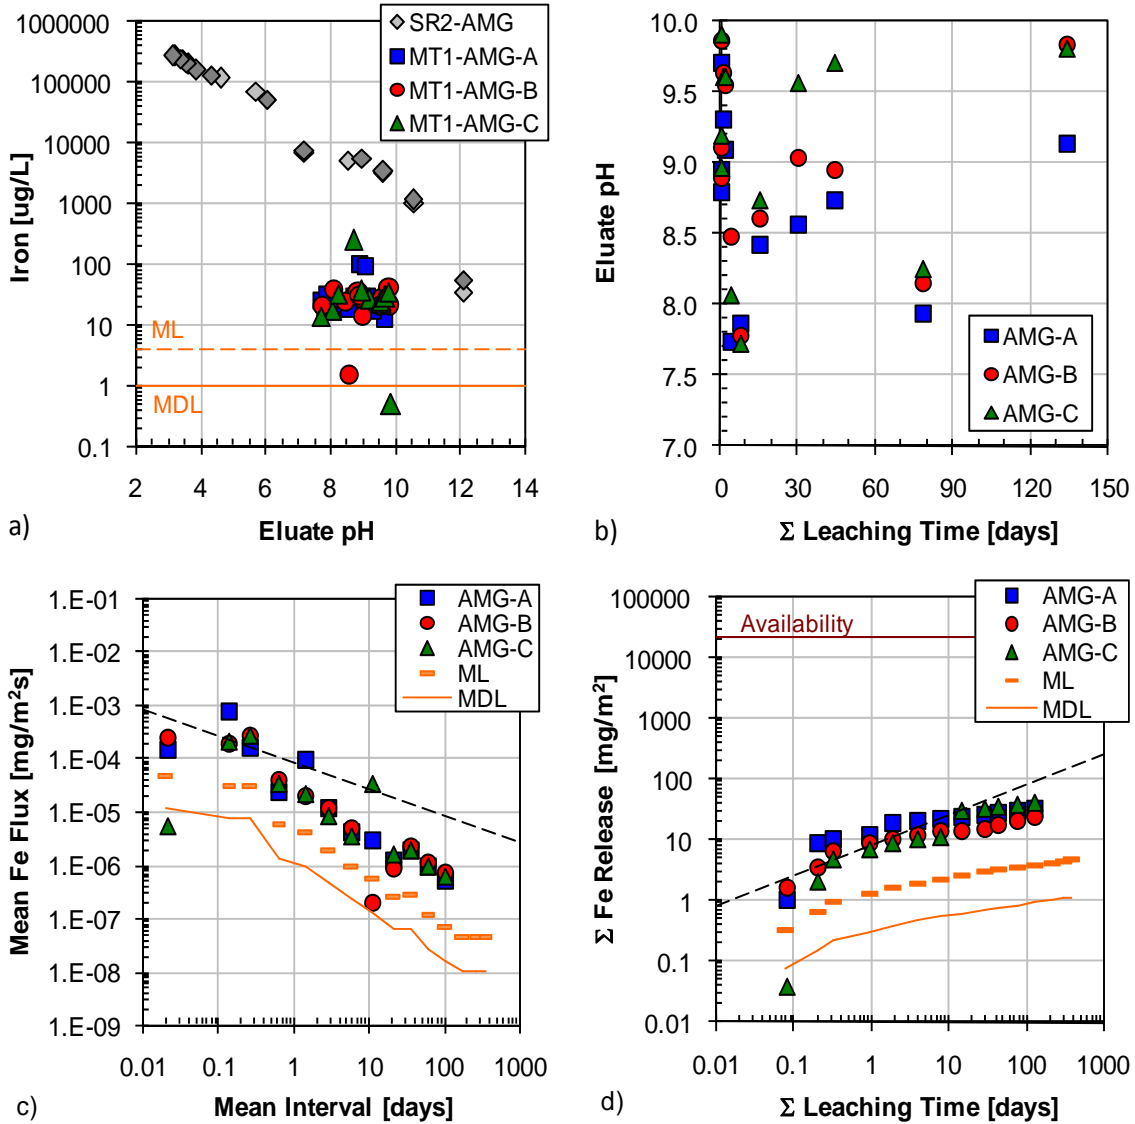 1000000
100000
10000
1000
100
10
1
0.1
Iron [ug/L]
SR2-AMG
MT1-AMG-A
MT1-AMG-B
MT1-AMG-C
ML
MDL
2 4 6 8 10 12 14
Eluate pH
a)
10.0
9.5
9.0
8.5
8.0
7.5
7.0
Eluate pH
AMG-A
AMG-B
AMG-C
0 30 60 90 120 150
Σ Leaching Time [days]
b)
1.E-01
1.E-02
1.E-03
1.E-04
1.E-05
1.E-06
1.E-07
1.E-08
1.E-09
Mean Fe Flux [mg/m²s]
AMG-A
AMG-B
AMG-C
ML
MDL
0.01 0.1 1 10 100 1000
Mean Interval [days]
c)
100000
10000
1000
100
10
1
0.1
0.01
Σ Fe Release [mg/m²]
Availability
AMG-A
AMG-B
AMG-C
ML
MDL
0.01 0.1 1 10 100 1000
Σ Leaching Time [days]
d)